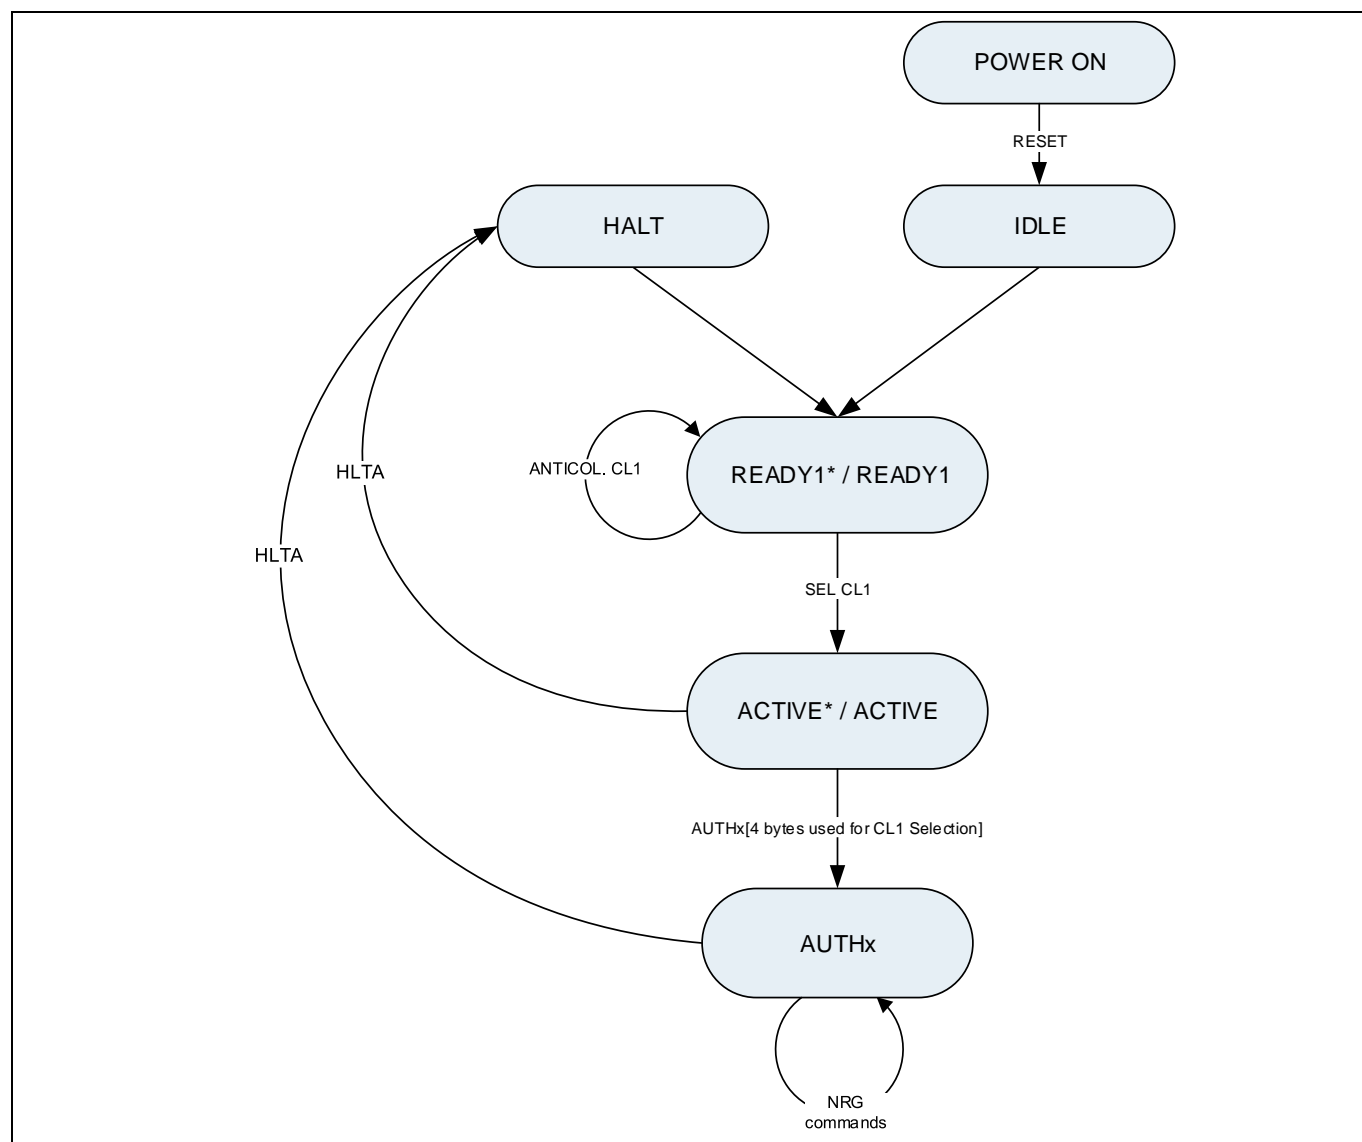 POWER ON
RESET
HALT
IDLE
ANTICOL. CL1
READY1* / READY1
HLTA
HLTA
SEL CL1
ACTIVE* / ACTIVE
AUTHx[4 bytes used for CL1 Selection]
AUTHx
NRG
commands